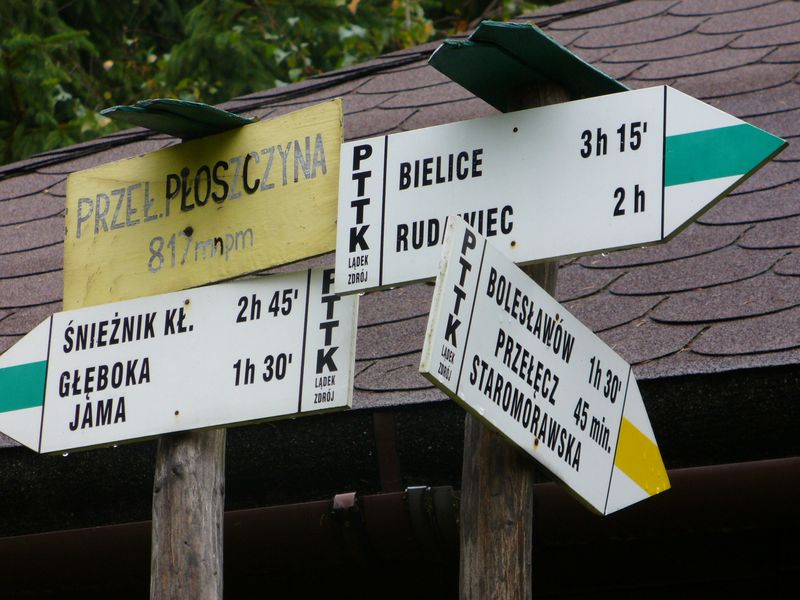 PRZEŁ. PŁOSZCZYNA
817 mnpm
PTTK
LĄDEK
ZDRÓJ
BIELICE 3h 15'
RUDAWIEC 2h
ŚNIEŻNIK KŁ. 2h 45'
GŁĘBOKA 1h 30'
JAMA
PTTK
LĄDEK
ZDRÓJ
PTTK
LĄDEK
ZDRÓJ
BOLESŁAWÓW 1h 30'
PRZEŁĘCZ 45 min.
STAROMORAWSKA